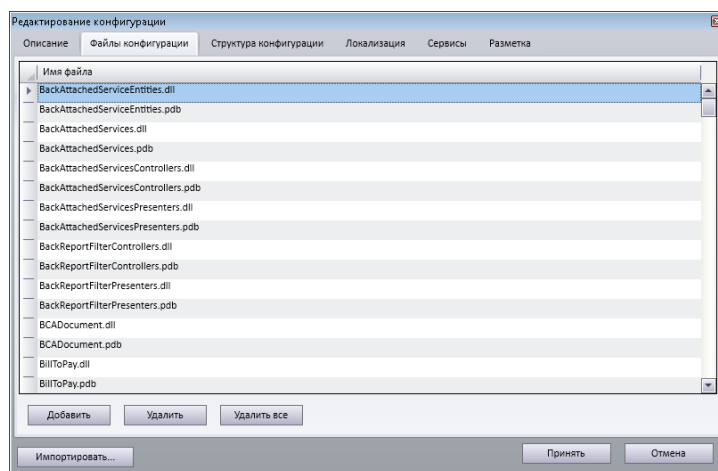 Редактирование конфигурации
Описание Файлы конфигурации Структура конфигурации Локализация Сервисы Разметка
Имя файла
BackAttachedServiceEntities.dll
BackAttachedServiceEntities.pdb
BackAttachedServices.dll
BackAttachedServices.pdb
BackAttachedServicesControllers.dll
BackAttachedServicesControllers.pdb
BackAttachedServicesPresenters.dll
BackAttachedServicesPresenters.pdb
BackReportFilterControllers.dll
BackReportFilterControllers.pdb
BackReportFilterPresenters.dll
BackReportFilterPresenters.pdb
BCADocument.dll
BCADocument.pdb
BillToPay.dll
BillToPay.pdb
Добавить Удалить Удалить все
Импортировать... Принять Отмена